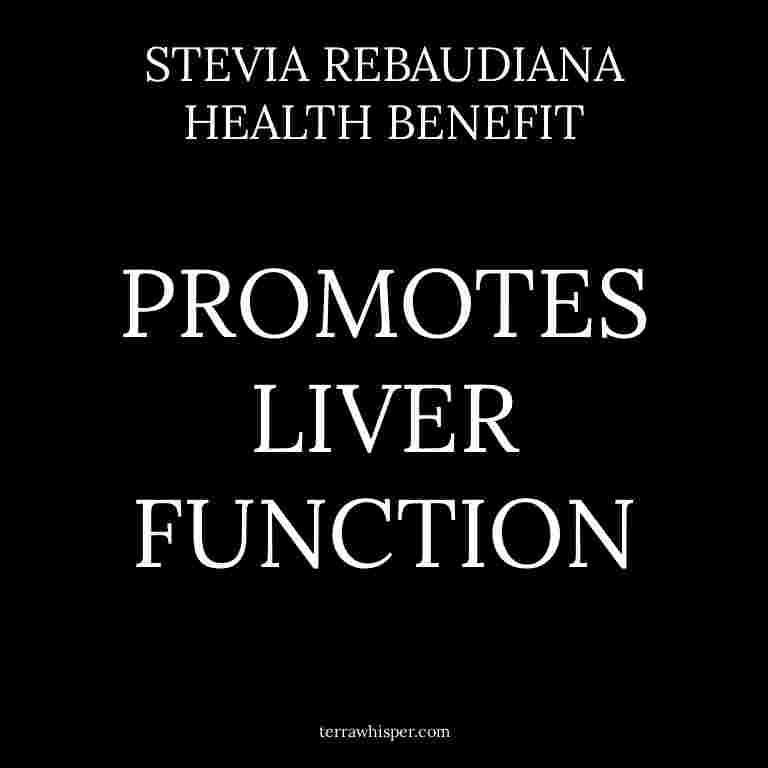 STEVIA REBAUDIANA
HEALTH BENEFIT
PROMOTES
LIVER
FUNCTION
terrawhisper.com